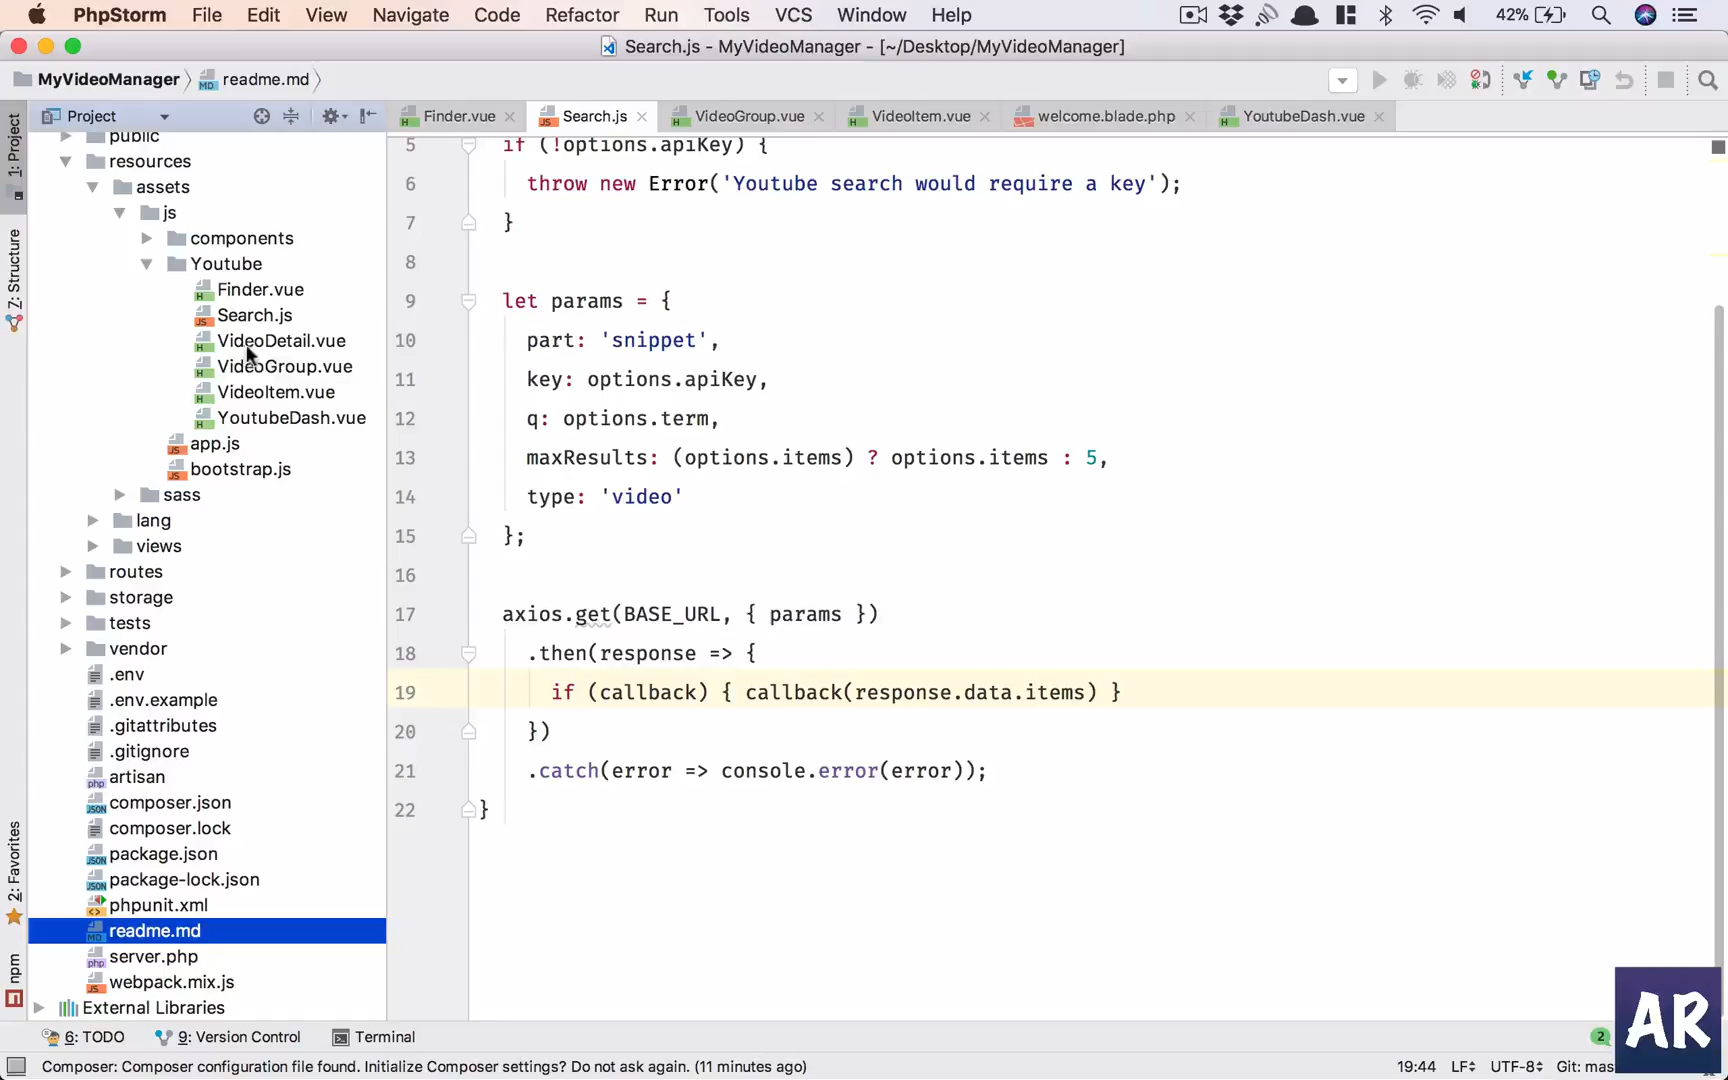 PhpStorm File Edit View Navigate Code Refactor Run Tools VCS Window Help 42%
Search.js - MyVideoManager - [~/Desktop/MyVideoManager]
MyVideoManager readme.md
Project
Finder.vue Search.js VideoGroup.vue VideoItem.vue welcome.blade.php YoutubeDash.vue
1: Project
7: Structure
2: Favorites
npm
public
resources
assets
js
components
Youtube
Finder.vue
Search.js
VideoDetail.vue
VideoGroup.vue
VideoItem.vue
YoutubeDash.vue
app.js
bootstrap.js
sass
lang
views
routes
storage
tests
vendor
.env
.env.example
.gitattributes
.gitignore
artisan
composer.json
composer.lock
package.json
package-lock.json
phpunit.xml
readme.md
server.php
webpack.mix.js
External Libraries
5 if (!options.apiKey) {
6 throw new Error('Youtube search would require a key');
7 }
8
9 let params = {
10 part: 'snippet',
11 key: options.apiKey,
12 q: options.term,
13 maxResults: (options.items) ? options.items : 5,
14 type: 'video'
15 };
16
17 axios.get(BASE_URL, { params })
18 .then(response => {
19 if (callback) { callback(response.data.items) }
20 })
21 .catch(error => console.error(error));
22 }
6: TODO 9: Version Control Terminal 2
AR
Composer: Composer configuration file found. Initialize Composer settings? Do not ask again. (11 minutes ago) 19:44 LF UTF-8 Git: mas